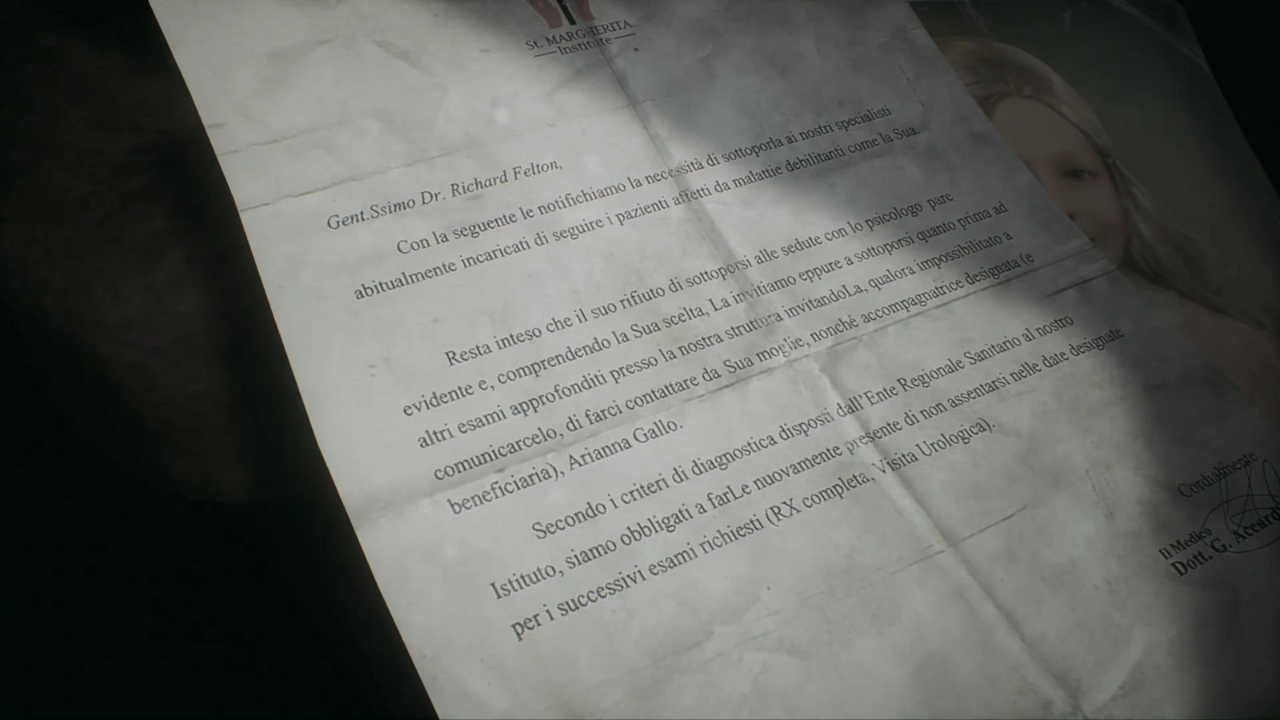 St. MARGHERITA
Institute
Gent.Ssimo Dr. Richard Felton,
Con la seguente le notifichiamo la necessità di sottoporla ai nostri specialisti
abitualmente incaricati di seguire i pazienti affetti da malattie debilitanti come la Sua.
Resta inteso che il suo rifiuto di sottoporsi alle sedute con lo psicologo pare
evidente e, comprendendo la Sua scelta, La invitiamo eppure a sottoporsi quanto prima ad
altri esami approfonditi presso la nostra struttura invitandoLa, qualora impossibilitato a
comunicarcelo, di farci contattare da Sua moglie, nonché accompagnatrice designata (e
beneficiaria), Arianna Gallo.
Secondo i criteri di diagnostica disposti dall'Ente Regionale Sanitario al nostro
Istituto, siamo obbligati a farLe nuovamente presente di non assentarsi nelle date designate
per i successivi esami richiesti (RX completa, Visita Urologica).
Cordialmente
Il Medico
Dott. G.